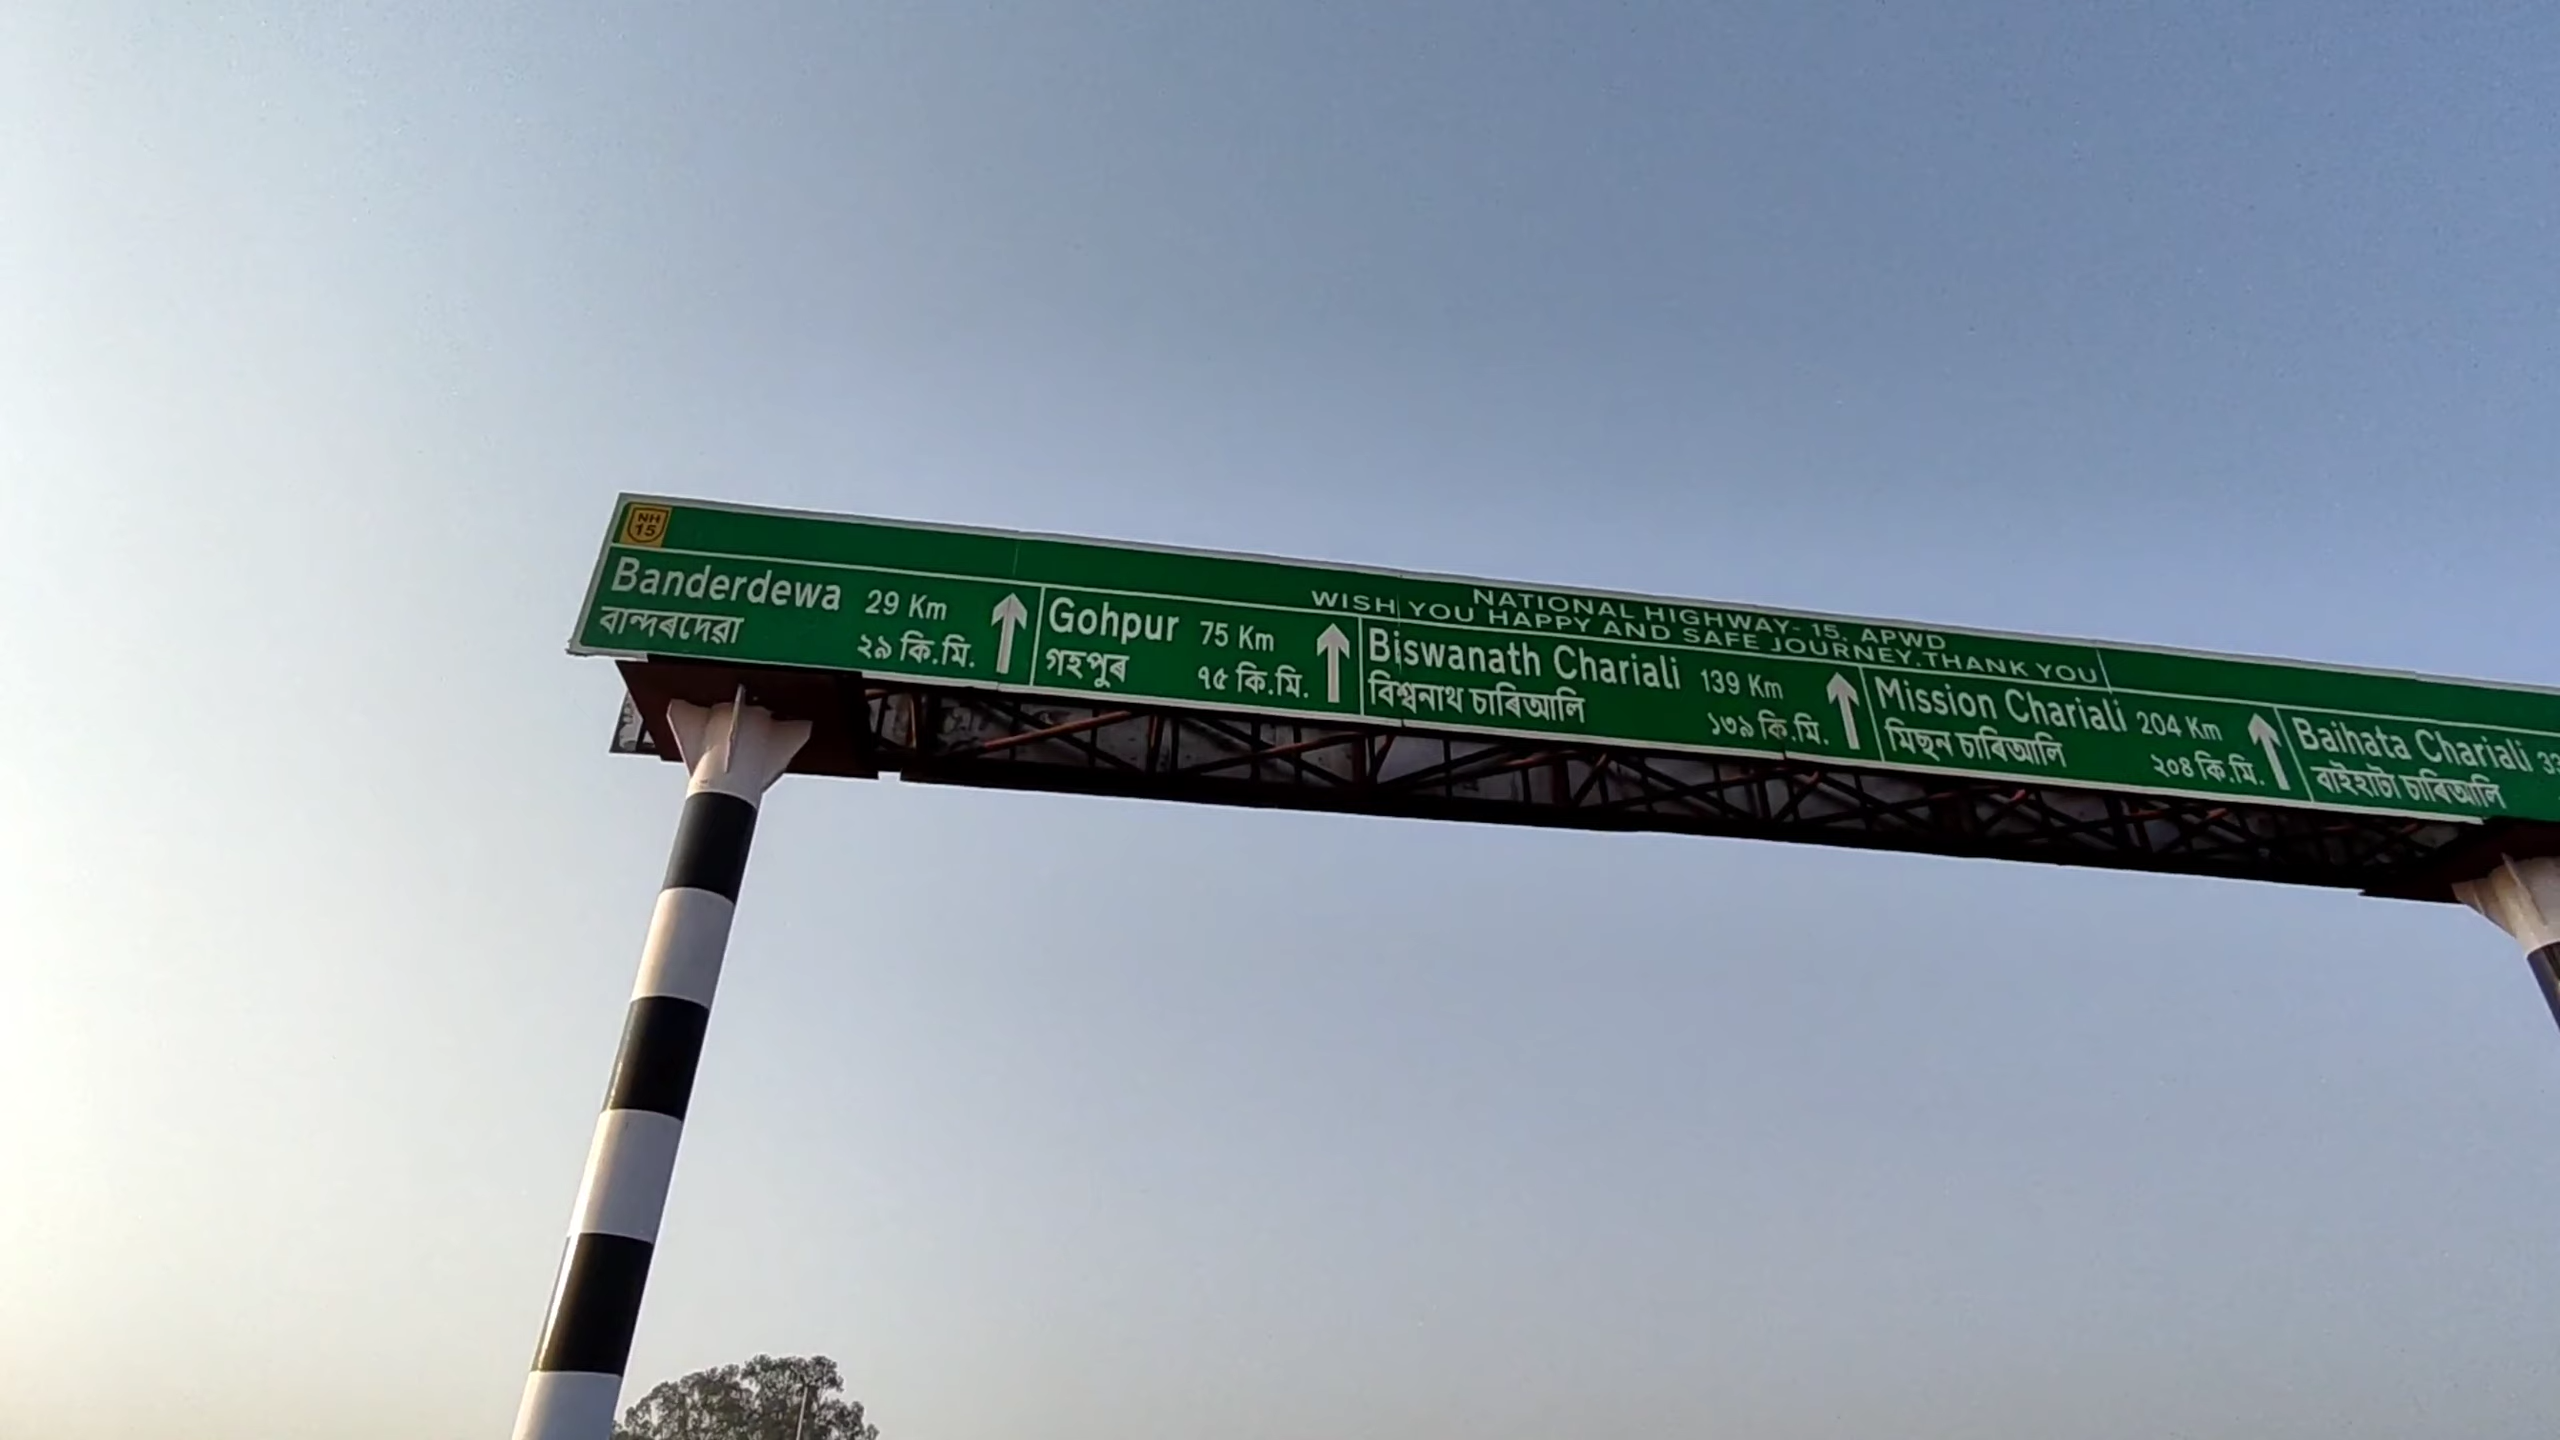 NH
15
NATIONAL HIGHWAY- 15. APWD
WISH YOU HAPPY AND SAFE JOURNEY.THANK YOU
Banderdewa 29 Km
বান্দৰদেৱা ২৯ কি.মি.
Gohpur 75 Km
গহপুৰ ৭৫ কি.মি.
Biswanath Chariali 139 Km
বিশ্বনাথ চাৰিআলি ১৩৯ কি.মি.
Mission Chariali 204 Km
মিছন চাৰিআলি ২০৪ কি.মি.
Baihata Chariali
বাইহাটা চাৰিআলি